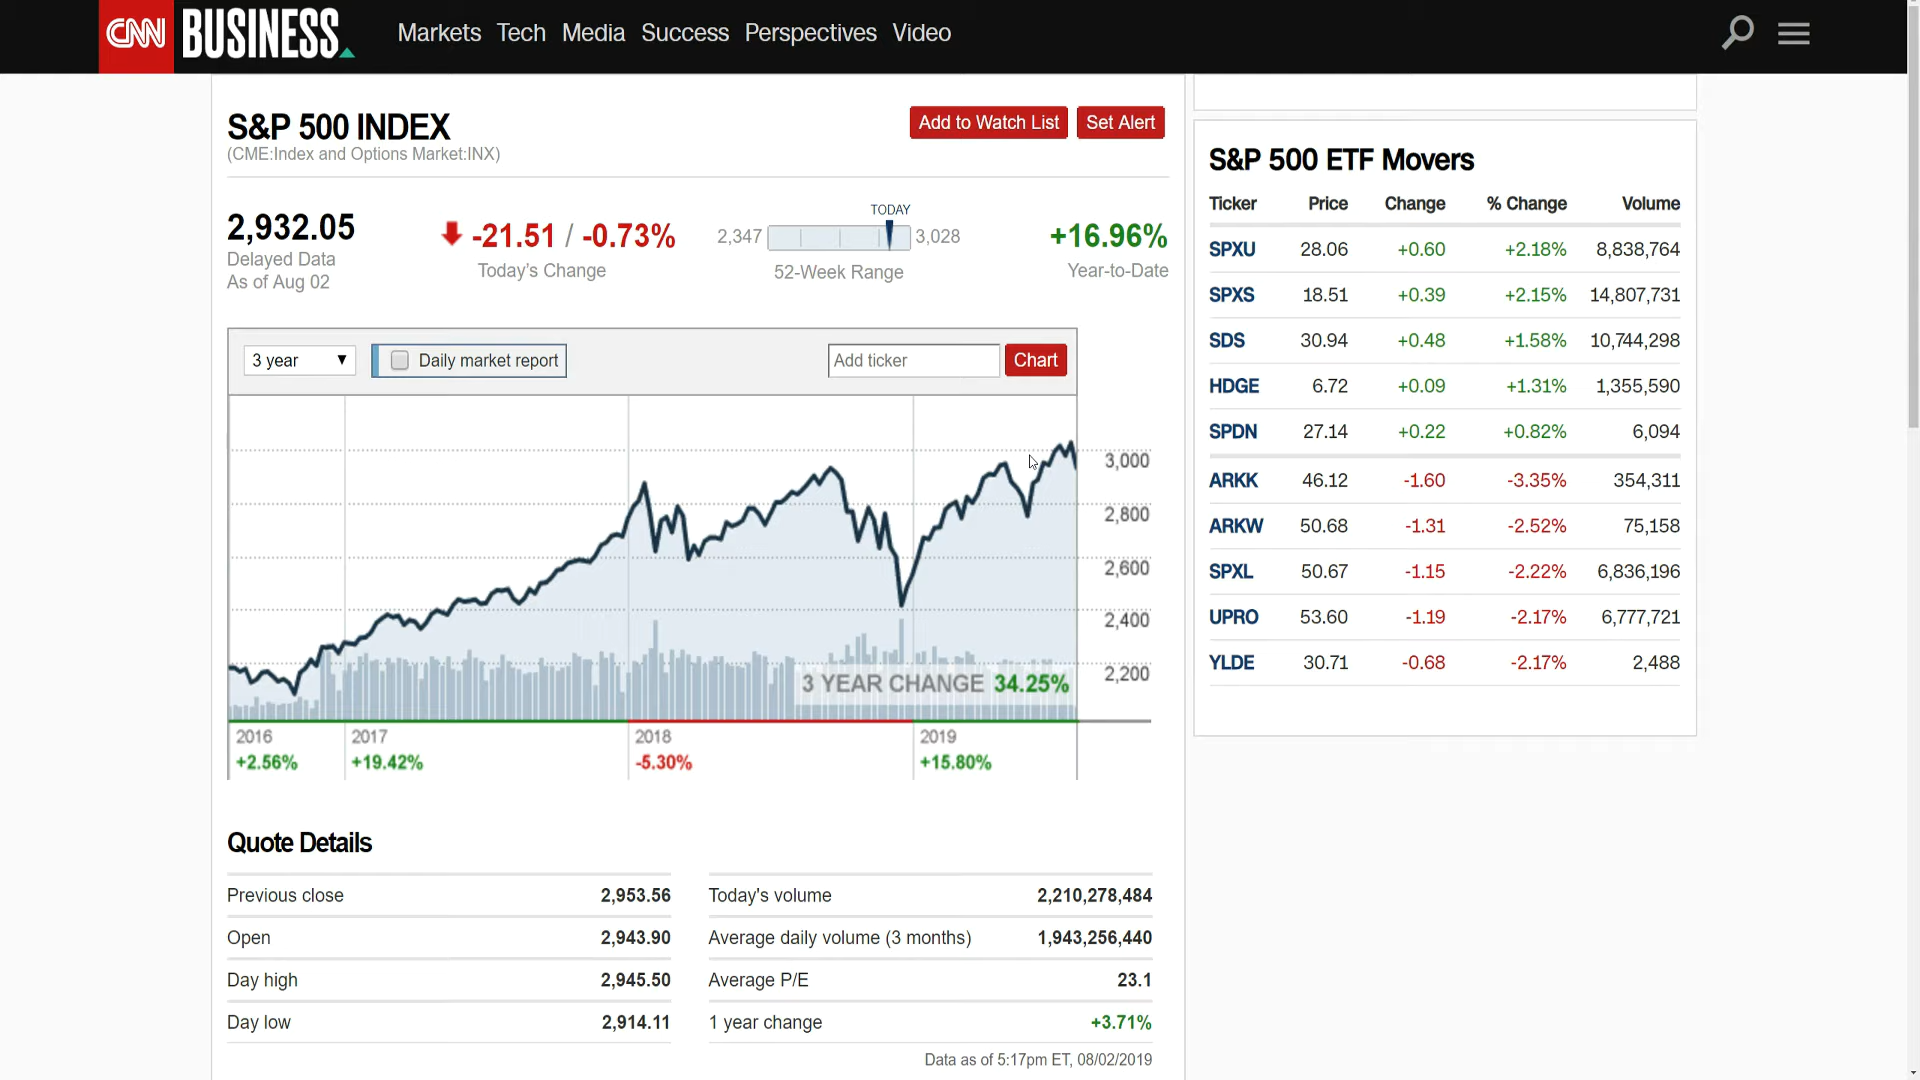 CNN BUSINESS Markets Tech Media Success Perspectives Video
S&P 500 INDEX
(CME:Index and Options Market:INX)
Add to Watch List Set Alert
2,932.05
Delayed Data
As of Aug 02
-21.51 / -0.73%
Today's Change
TODAY
2,347 3,028
52-Week Range
+16.96%
Year-to-Date
3 year ▼ Daily market report Add ticker Chart
3,000
2,800
2,600
2,400
2,200
3 YEAR CHANGE 34.25%
2016 2017 2018 2019
+2.56% +19.42% -5.30% +15.80%
Quote Details
Previous close 2,953.56
Open 2,943.90
Day high 2,945.50
Day low 2,914.11
Today's volume 2,210,278,484
Average daily volume (3 months) 1,943,256,440
Average P/E 23.1
1 year change +3.71%
Data as of 5:17pm ET, 08/02/2019
S&P 500 ETF Movers
Ticker Price Change % Change Volume
SPXU 28.06 +0.60 +2.18% 8,838,764
SPXS 18.51 +0.39 +2.15% 14,807,731
SDS 30.94 +0.48 +1.58% 10,744,298
HDGE 6.72 +0.09 +1.31% 1,355,590
SPDN 27.14 +0.22 +0.82% 6,094
ARKK 46.12 -1.60 -3.35% 354,311
ARKW 50.68 -1.31 -2.52% 75,158
SPXL 50.67 -1.15 -2.22% 6,836,196
UPRO 53.60 -1.19 -2.17% 6,777,721
YLDE 30.71 -0.68 -2.17% 2,488